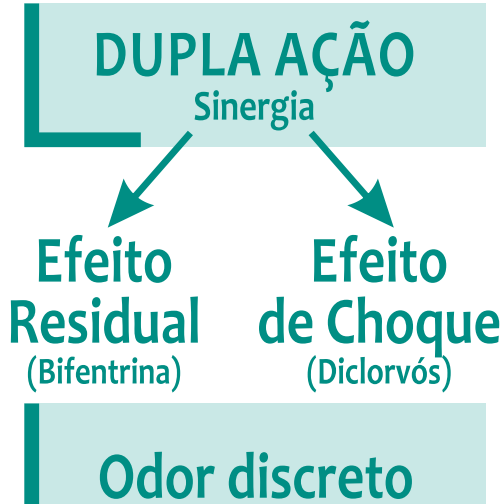 DUPLA AÇÃO
Sinergia
Efeito
Residual
(Bifentrina)
Efeito
de Choque
(Diclorvós)
Odor discreto